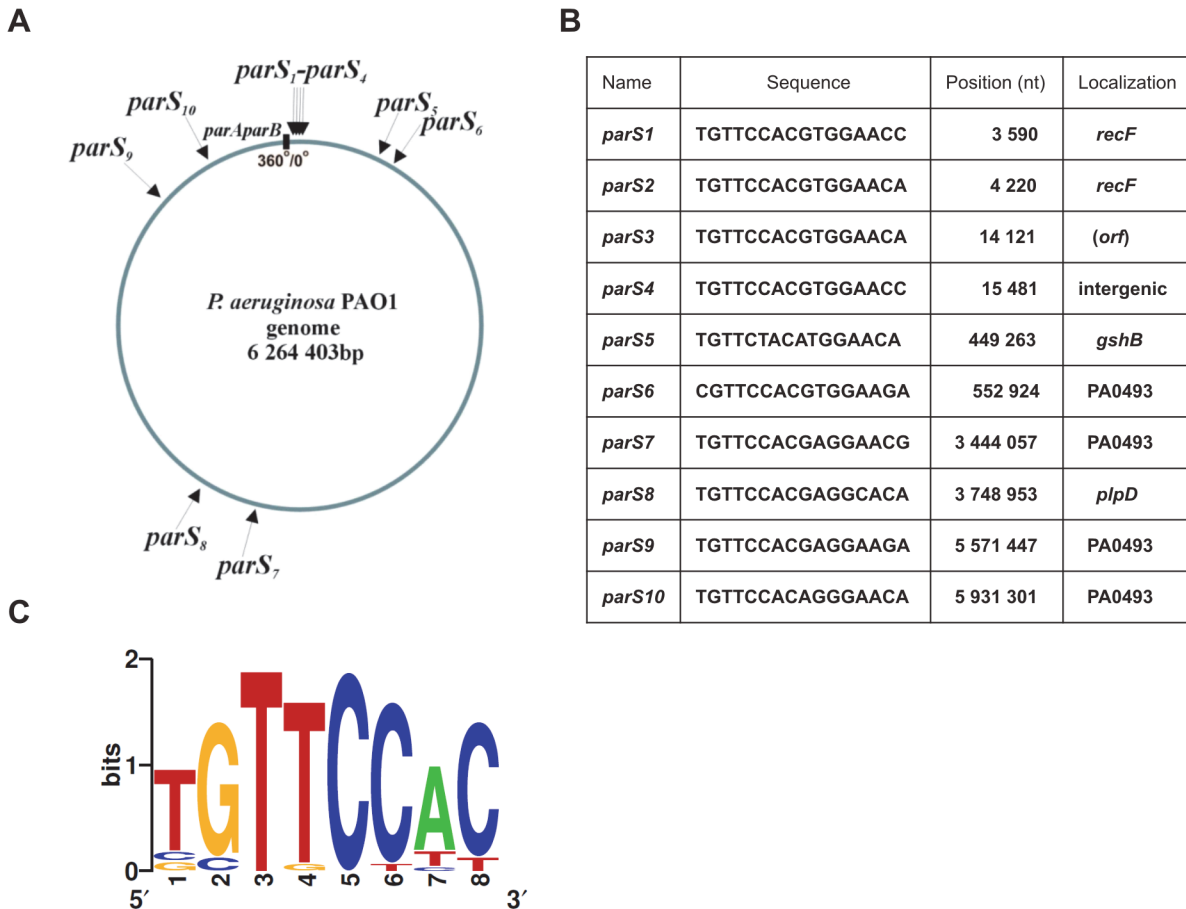 A
parS1-parS4
parS10
parAparB
parS5
parS6
parS9
360°/0°
P. aeruginosa PAO1
genome
6 264 403bp
parS8
parS7
B
Name Sequence Position (nt) Localization
parS1 TGTTCCACGTGGAACC 3 590 recF
parS2 TGTTCCACGTGGAACA 4 220 recF
parS3 TGTTCCACGTGGAACA 14 121 (orf)
parS4 TGTTCCACGTGGAACC 15 481 intergenic
parS5 TGTTCTACATGGAACA 449 263 gshB
parS6 CGTTCCACGTGGAAGA 552 924 PA0493
parS7 TGTTCCACGAGGAACG 3 444 057 PA0493
parS8 TGTTCCACGAGGCACA 3 748 953 plpD
parS9 TGTTCCACGAGGAAGA 5 571 447 PA0493
parS10 TGTTCCACAGGGAACA 5 931 301 PA0493
C
2
bits
1
0
TGTTCCAC
CCGTTT
GC
1 2 3 4 5 6 7 8
5′ 3′